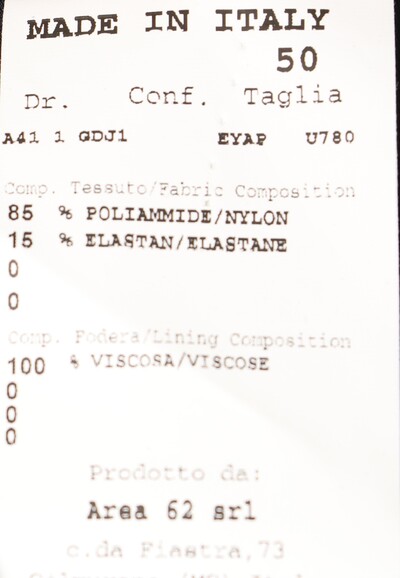 MADE IN ITALY
50
Dr. Conf. Taglia
A41 1 GDJ1 EYAP U780
Comp. Tessuto/Fabric Composition
85 % POLIAMMIDE/NYLON
15 % ELASTAN/ELASTANE
0
0
Comp. Fodera/Lining Composition
100 % VISCOSA/VISCOSE
0
0
0
Prodotto da:
Area 62 srl
c.da Fiastra,73